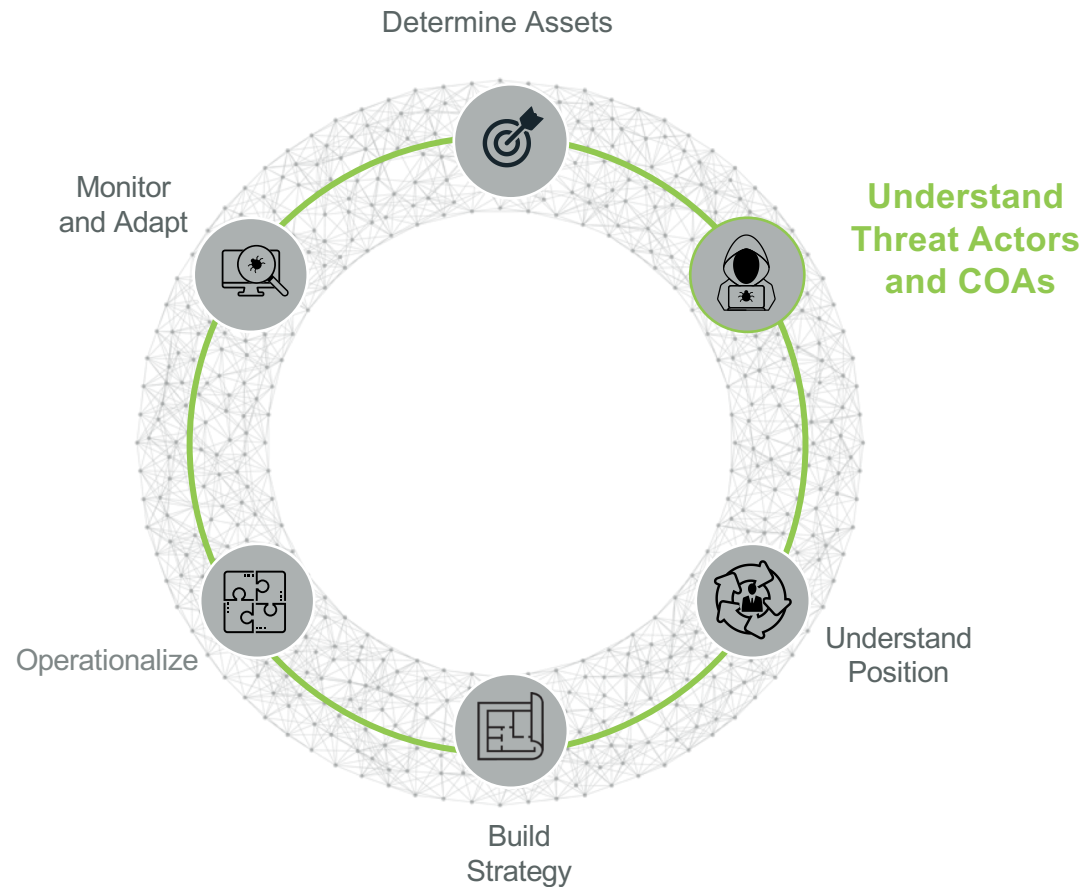 Determine Assets
Understand
Threat Actors
and COAs
Understand
Position
Build
Strategy
Operationalize
Monitor
and Adapt